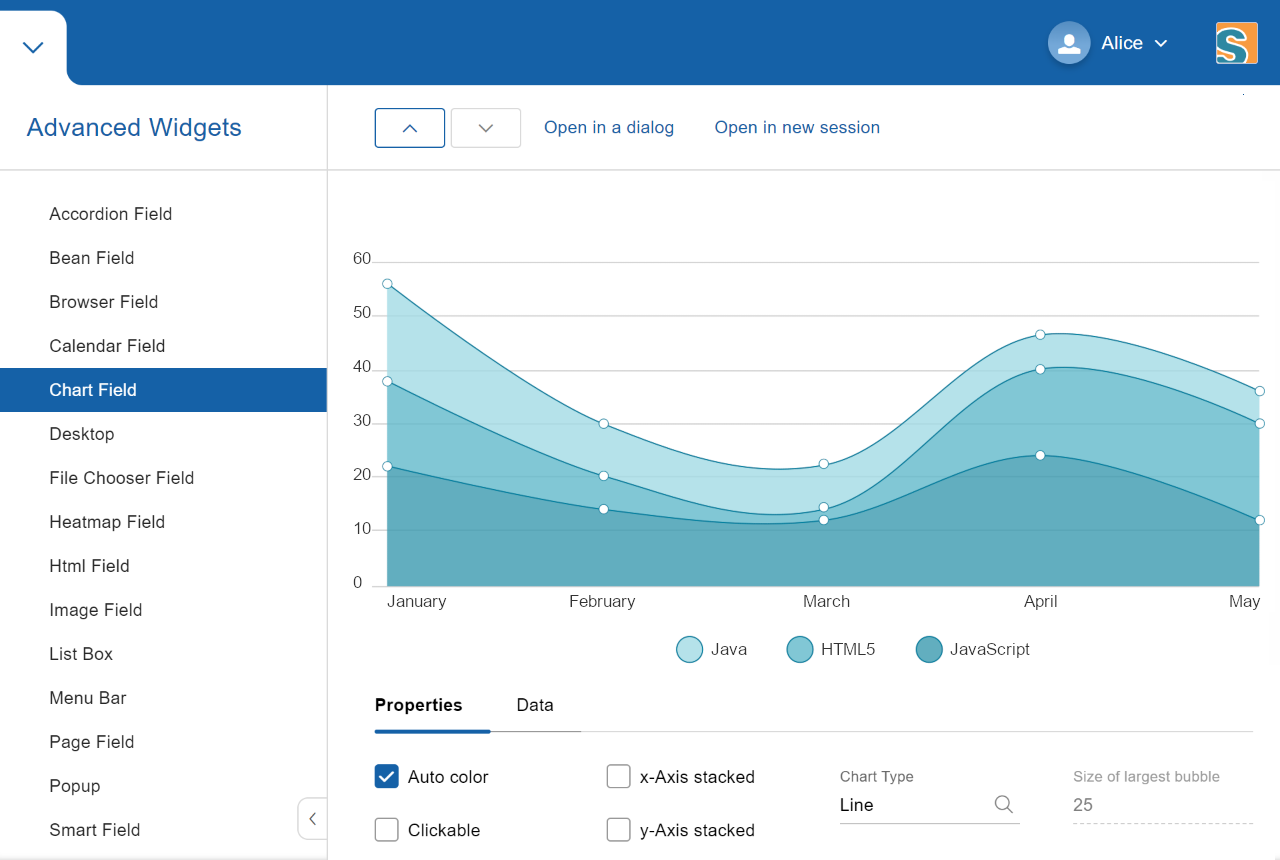 Alice
S
Advanced Widgets
Open in a dialog
Open in new session
Accordion Field
Bean Field
Browser Field
Calendar Field
Chart Field
Desktop
File Chooser Field
Heatmap Field
Html Field
Image Field
List Box
Menu Bar
Page Field
Popup
Smart Field
60
50
40
30
20
10
0
January February March April May
Java HTML5 JavaScript
Properties Data
Auto color
x-Axis stacked
Clickable
y-Axis stacked
Chart Type
Line
Size of largest bubble
25